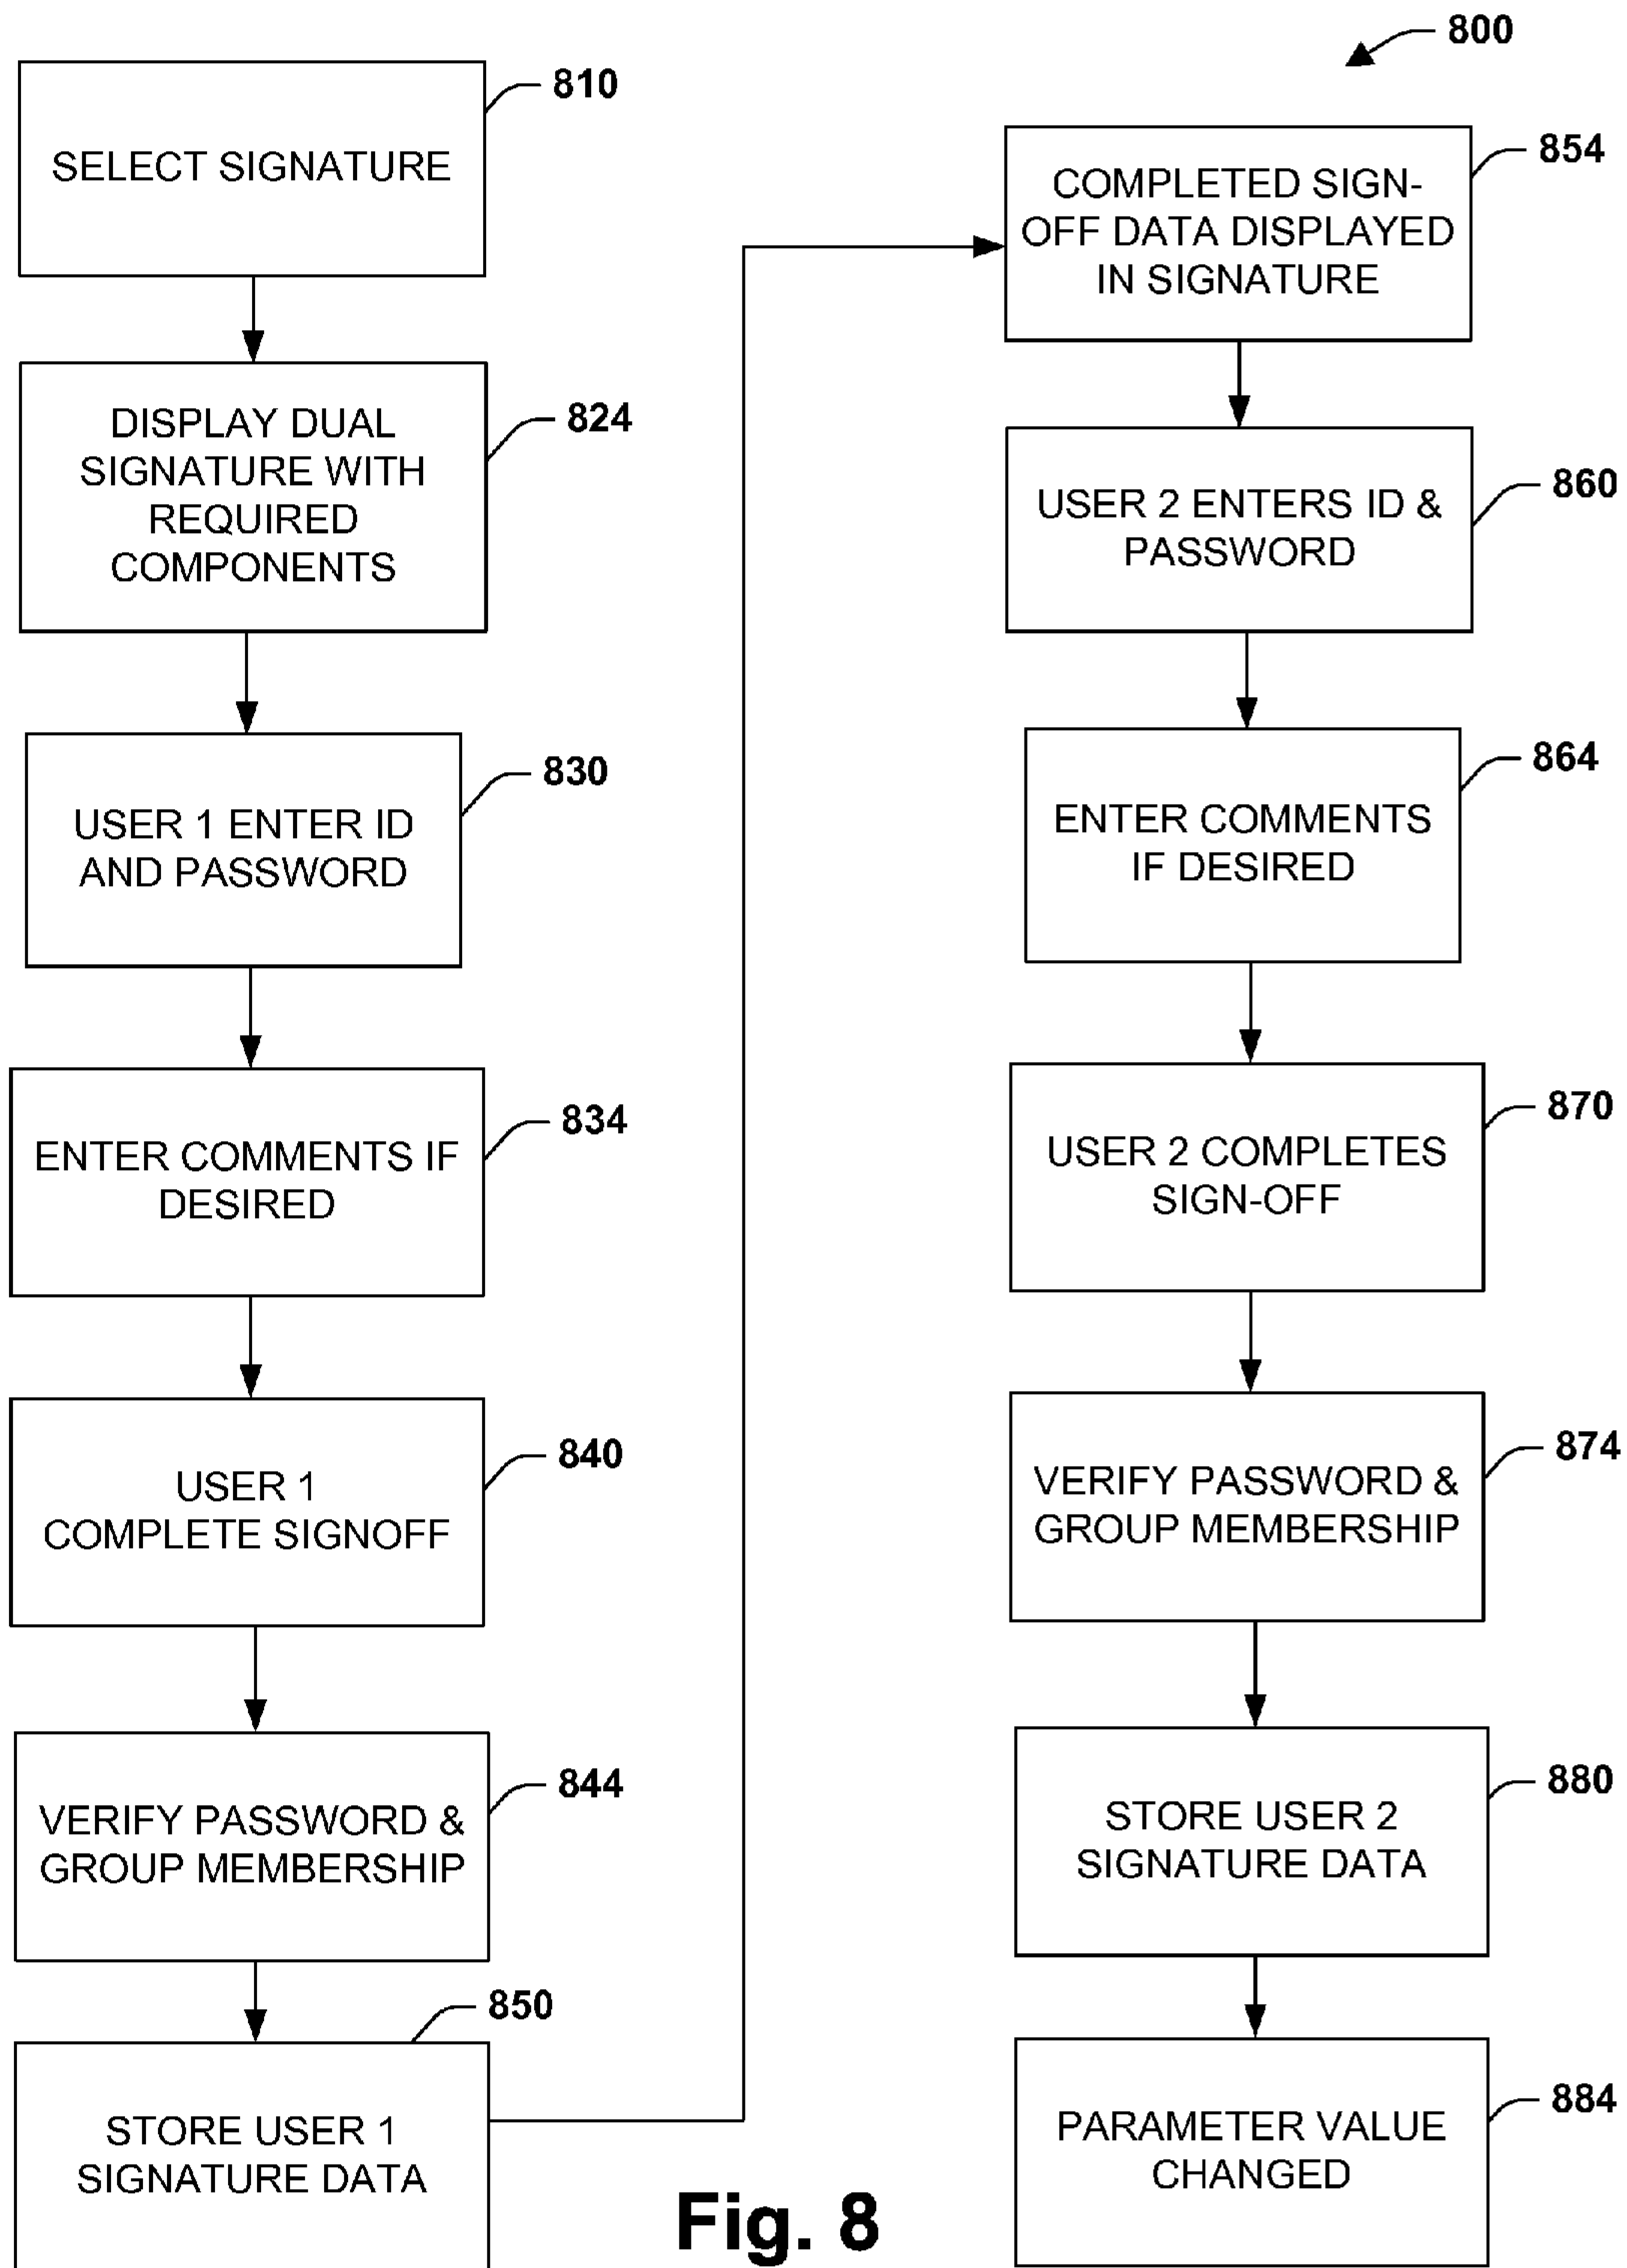 800
810
SELECT SIGNATURE
824
DISPLAY DUAL
SIGNATURE WITH
REQUIRED
COMPONENTS
830
USER 1 ENTER ID
AND PASSWORD
834
ENTER COMMENTS IF
DESIRED
840
USER 1
COMPLETE SIGNOFF
844
VERIFY PASSWORD &
GROUP MEMBERSHIP
850
STORE USER 1
SIGNATURE DATA
854
COMPLETED SIGN-
OFF DATA DISPLAYED
IN SIGNATURE
860
USER 2 ENTERS ID &
PASSWORD
864
ENTER COMMENTS
IF DESIRED
870
USER 2 COMPLETES
SIGN-OFF
874
VERIFY PASSWORD &
GROUP MEMBERSHIP
880
STORE USER 2
SIGNATURE DATA
884
PARAMETER VALUE
CHANGED
Fig. 8